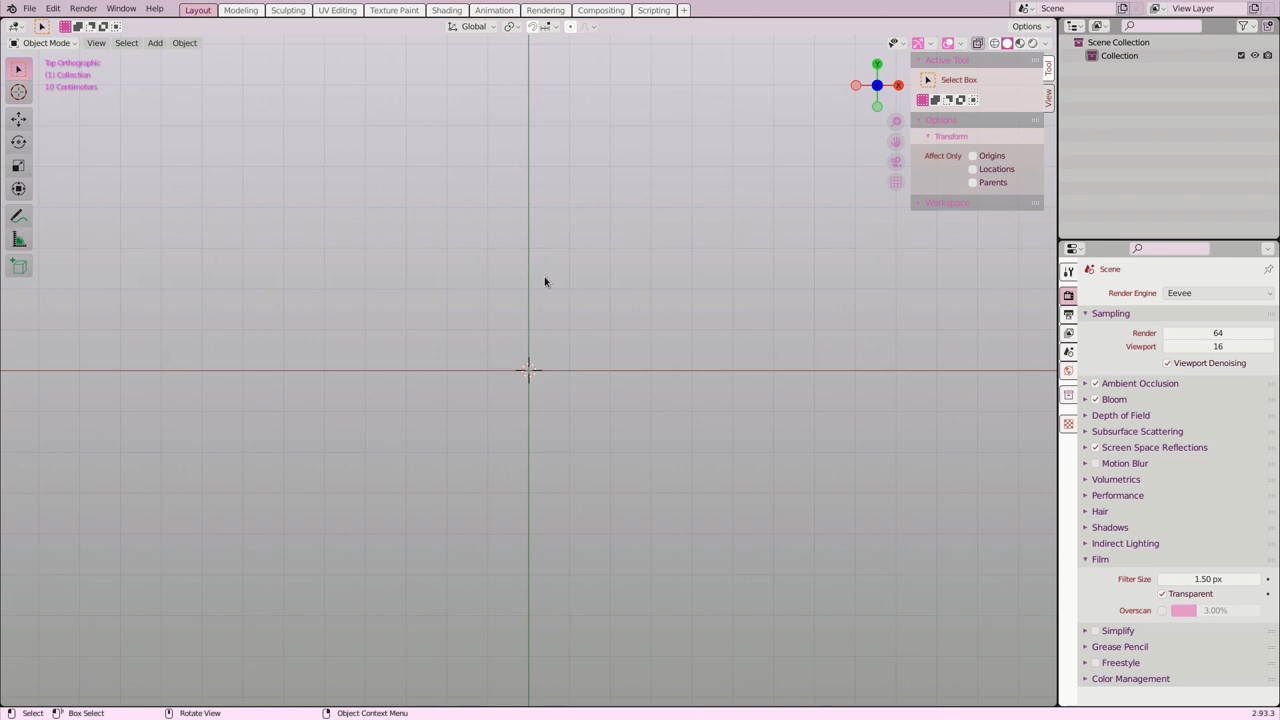 File Edit Render Window Help Layout Modeling Sculpting UV Editing Texture Paint Shading Animation Rendering Compositing Scripting + Scene View Layer
Global Options
Object Mode View Select Add Object
Top Orthographic
(1) Collection
10 Centimeters
Y
X
Active Tool
Select Box
Options
Transform
Affect Only Origins
Locations
Parents
Workspace
Tool
View
Scene Collection
Collection
Scene
Render Engine Eevee
Sampling
Render 64
Viewport 16
Viewport Denoising
Ambient Occlusion
Bloom
Depth of Field
Subsurface Scattering
Screen Space Reflections
Motion Blur
Volumetrics
Performance
Hair
Shadows
Indirect Lighting
Film
Filter Size 1.50 px
Transparent
Overscan 3.00%
Simplify
Grease Pencil
Freestyle
Color Management
Select Box Select Rotate View Object Context Menu 2.93.3